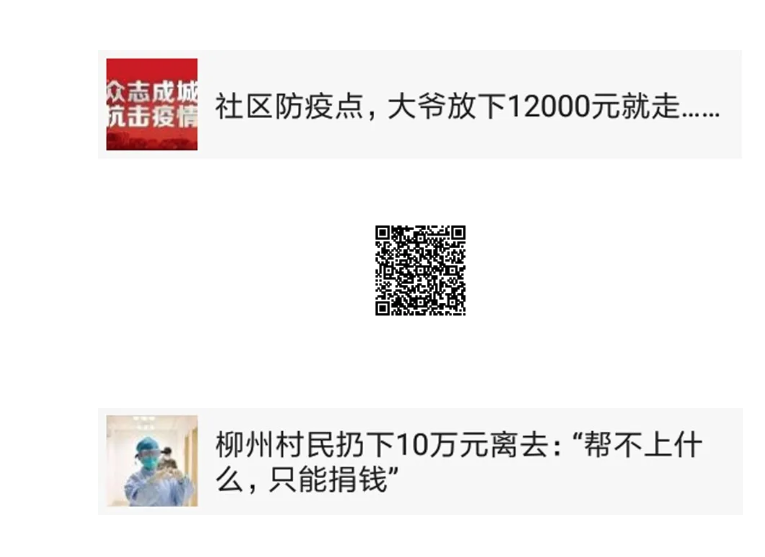 众志成城
抗击疫情
社区防疫点，大爷放下12000元就走……
柳州村民扔下10万元离去：“帮不上什
么，只能捐钱”